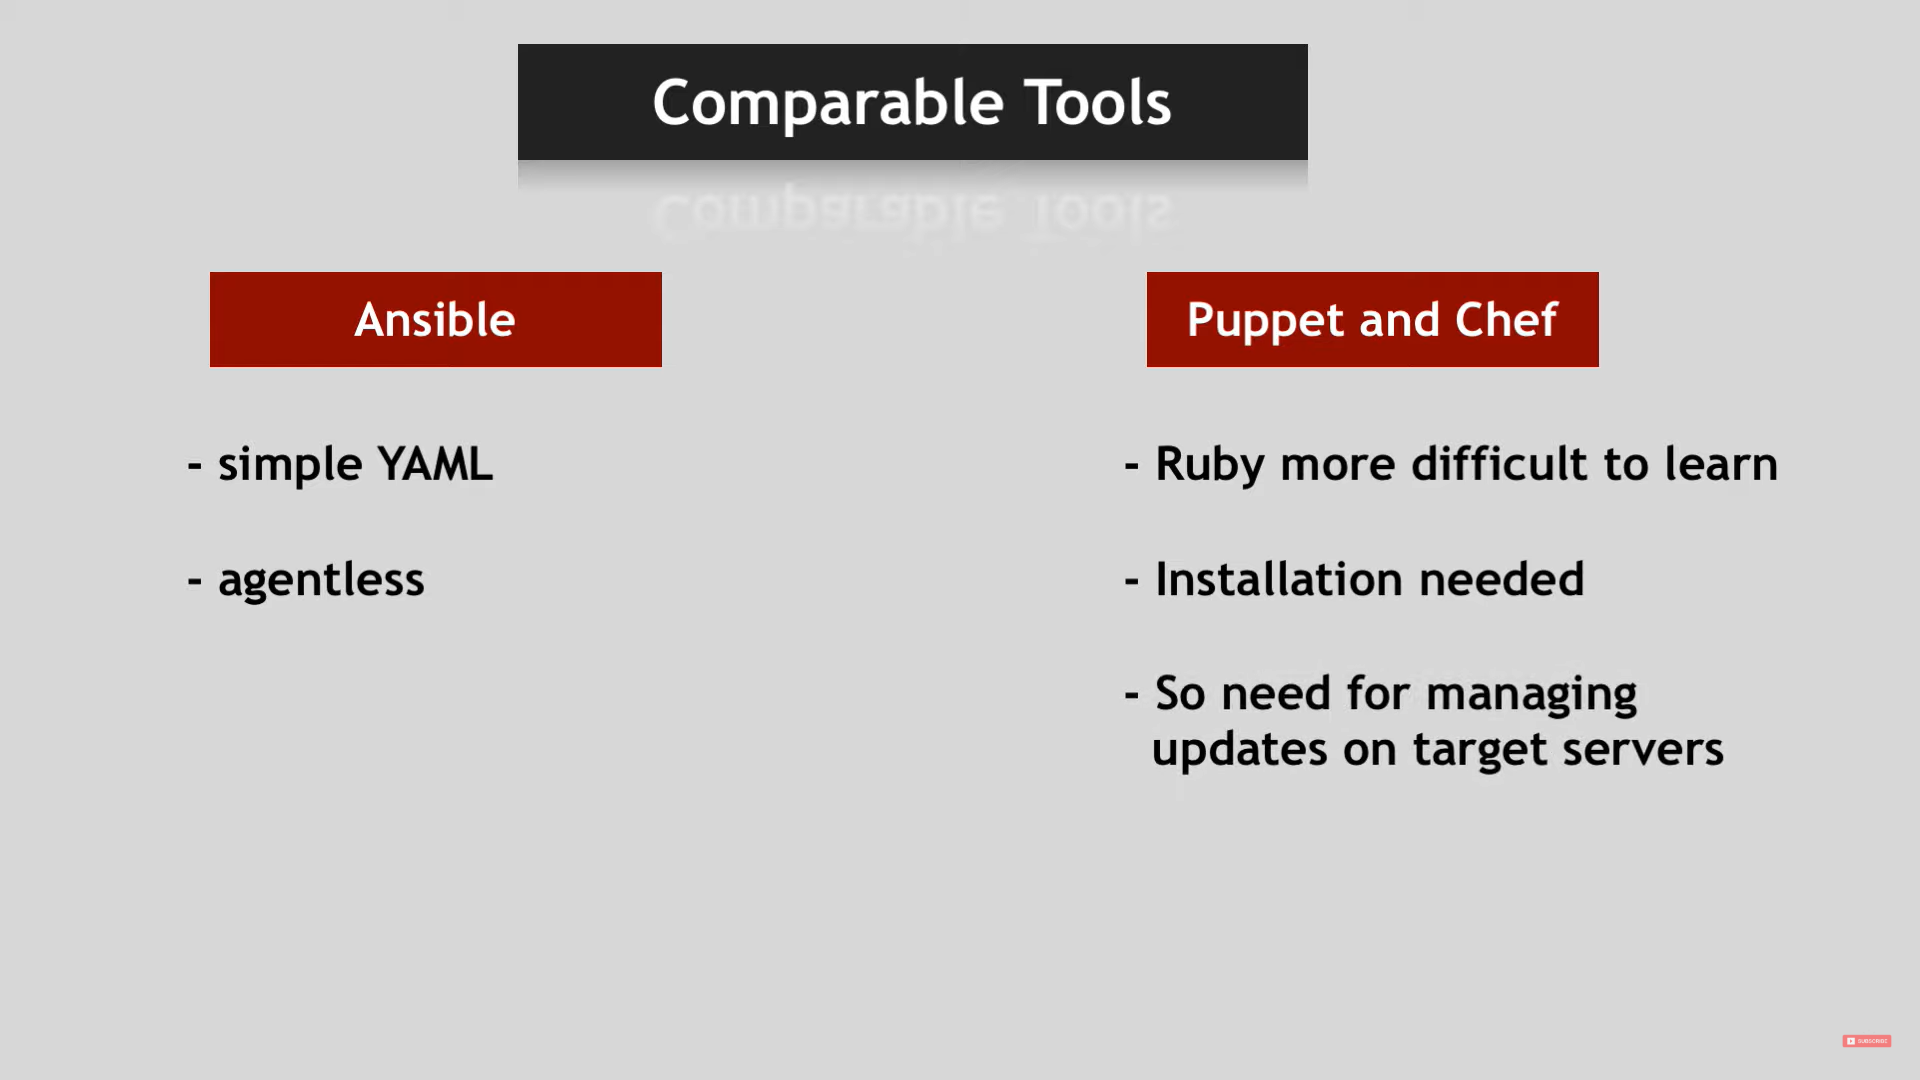 Comparable Tools
Ansible
- simple YAML
- agentless
Puppet and Chef
- Ruby more difficult to learn
- Installation needed
- So need for managing
updates on target servers
SUBSCRIBE